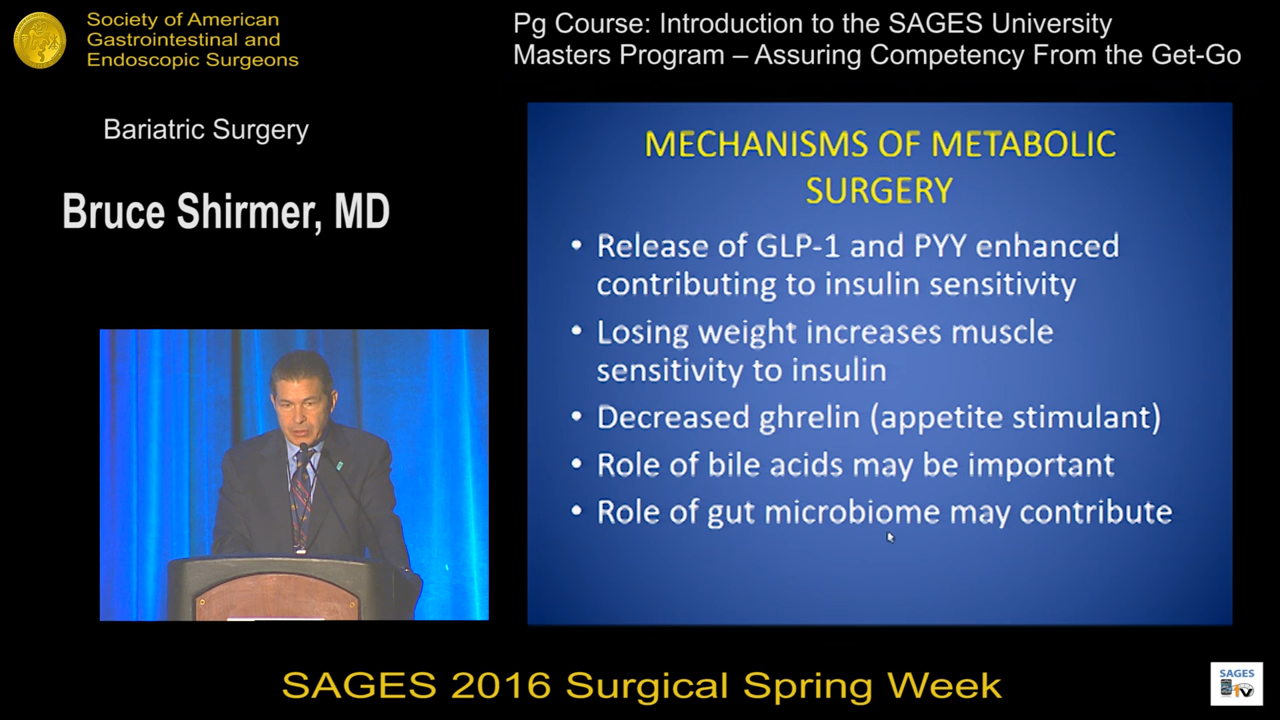 Society of American
Gastrointestinal and
Endoscopic Surgeons
Pg Course: Introduction to the SAGES University
Masters Program – Assuring Competency From the Get-Go
Bariatric Surgery
Bruce Shirmer, MD
MECHANISMS OF METABOLIC
SURGERY
• Release of GLP-1 and PYY enhanced
contributing to insulin sensitivity
• Losing weight increases muscle
sensitivity to insulin
• Decreased ghrelin (appetite stimulant)
• Role of bile acids may be important
• Role of gut microbiome may contribute
SAGES 2016 Surgical Spring Week
SAGES
TV